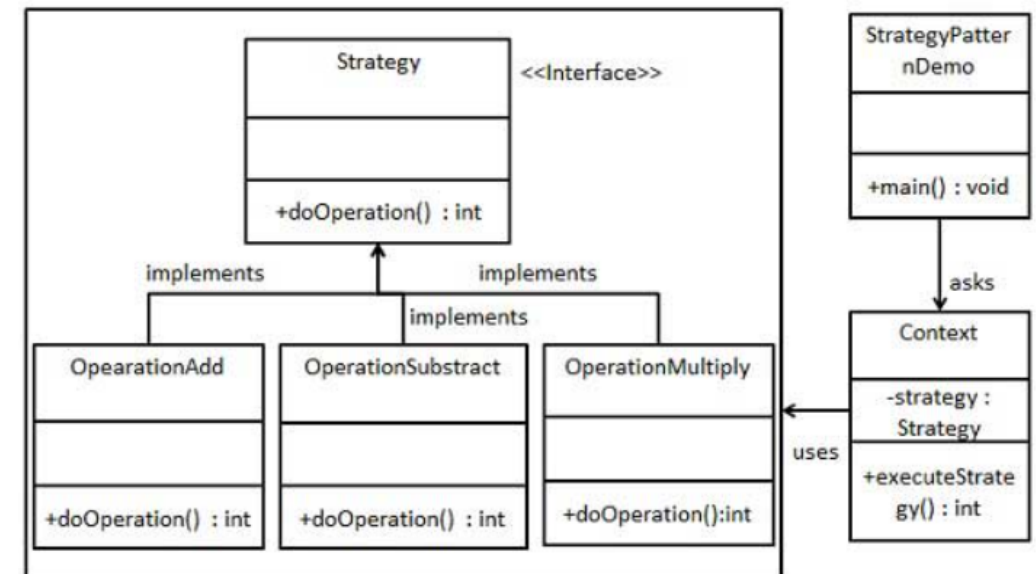 Strategy
<<Interface>>
+doOperation() : int
implements
implements
implements
OpearationAdd
+doOperation() : int
OperationSubstract
+doOperation() : int
OperationMultiply
+doOperation():int
StrategyPatter
nDemo
+main() : void
asks
Context
-strategy :
Strategy
+executeStrate
gy() : int
uses